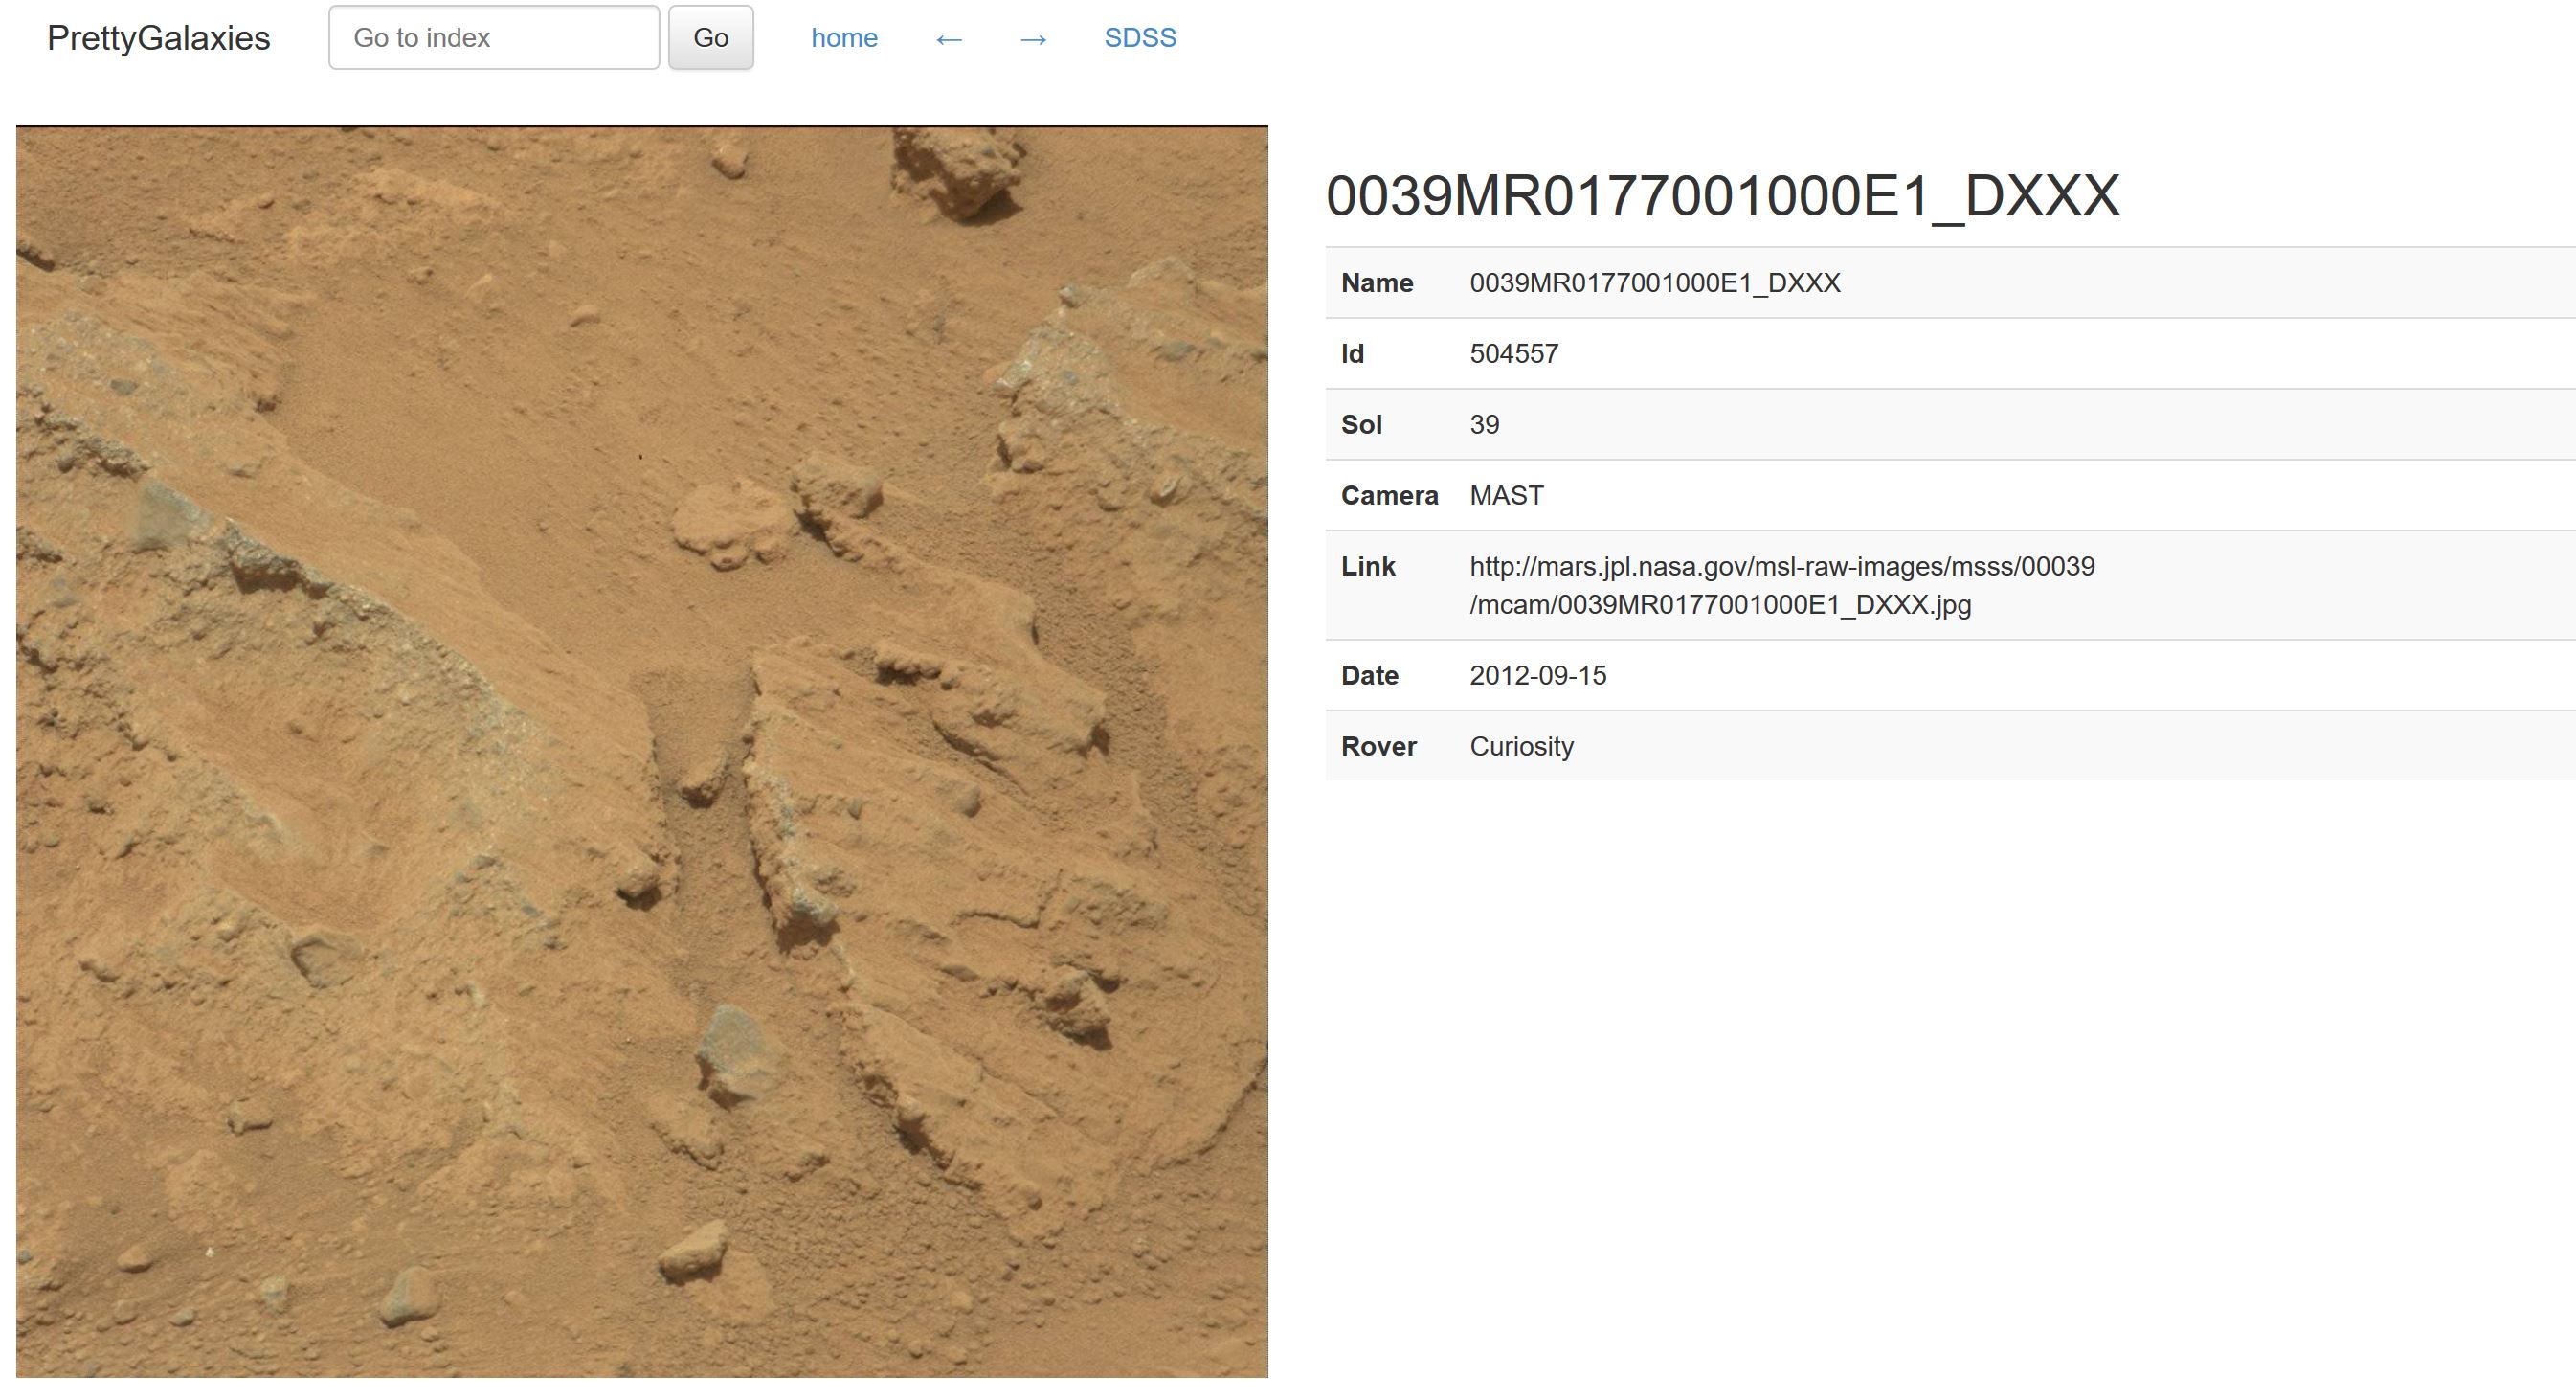 PrettyGalaxies Go to index Go home ← → SDSS
0039MR0177001000E1_DXXX
Name 0039MR0177001000E1_DXXX
Id 504557
Sol 39
Camera MAST
Link http://mars.jpl.nasa.gov/msl-raw-images/msss/00039
/mcam/0039MR0177001000E1_DXXX.jpg
Date 2012-09-15
Rover Curiosity